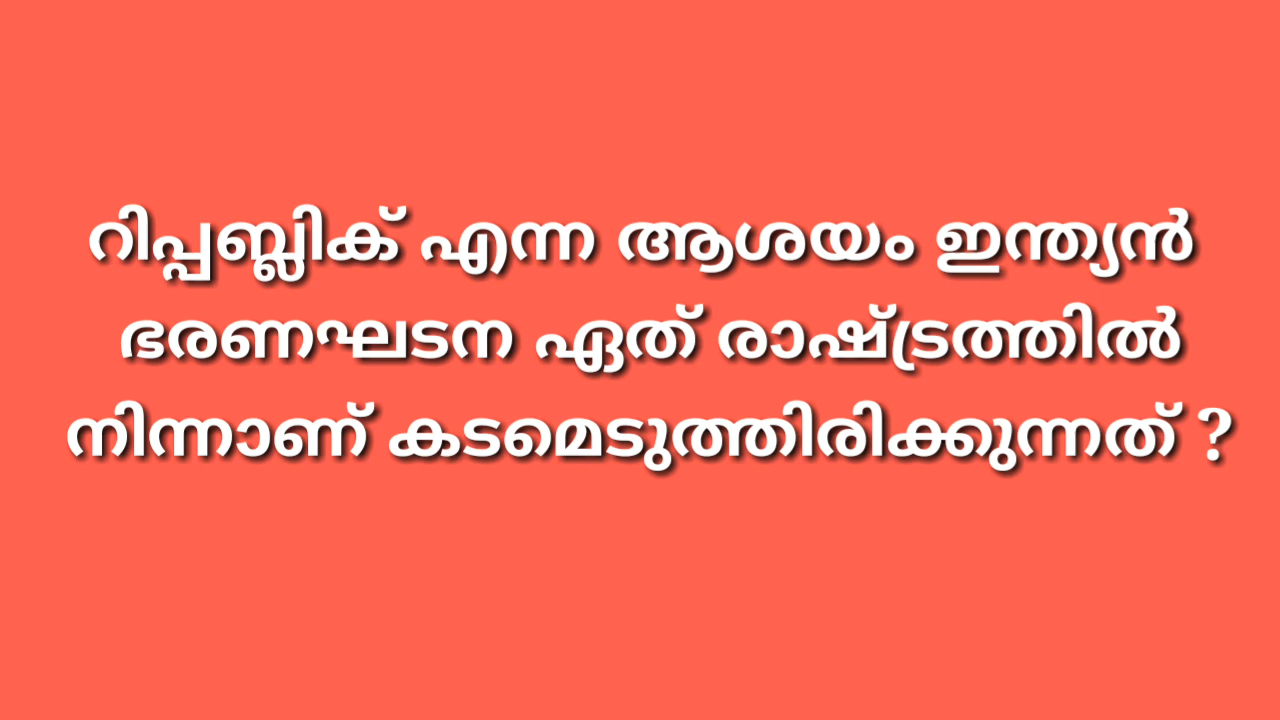 റിപ്പബ്ലിക് എന്ന ആശയം ഇന്ത്യൻ
ഭരണഘടന ഏത് രാഷ്ട്രത്തിൽ
നിന്നാണ് കടമെടുത്തിരിക്കുന്നത് ?